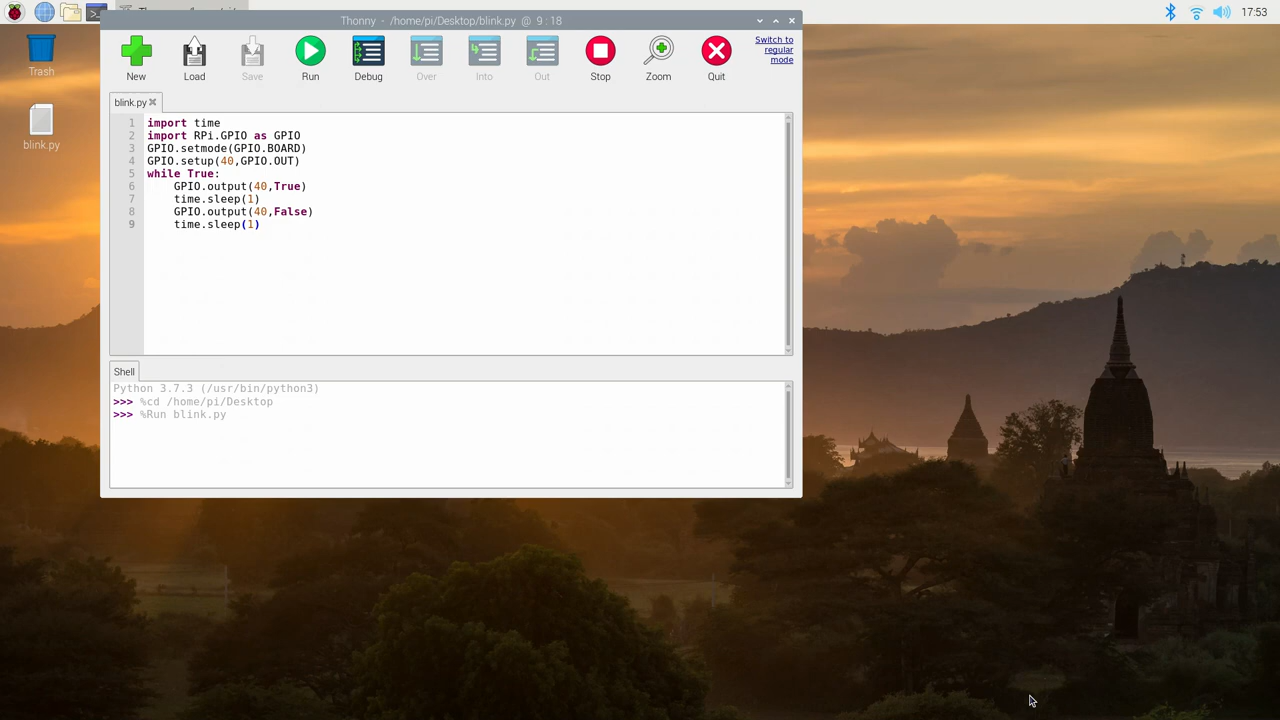 17:53
Thonny - /home/pi/Desktop/blink.py @ 9:18
Trash
blink.py
New
Load
Save
Run
Debug
Over
Into
Out
Stop
Zoom
Quit
Switch to
regular
mode
blink.py
1 import time
2 import RPi.GPIO as GPIO
3 GPIO.setmode(GPIO.BOARD)
4 GPIO.setup(40,GPIO.OUT)
5 while True:
6     GPIO.output(40,True)
7     time.sleep(1)
8     GPIO.output(40,False)
9     time.sleep(1)
Shell
Python 3.7.3 (/usr/bin/python3)
>>> %cd /home/pi/Desktop
>>> %Run blink.py